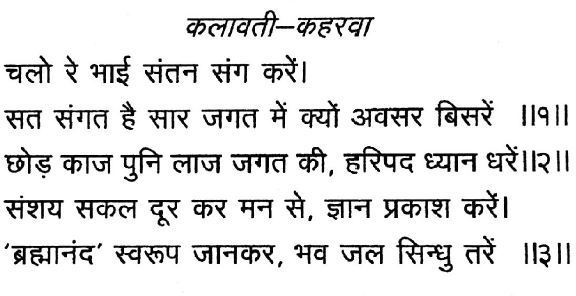 कलावती–कहरवा
चलो रे भाई संतन संग करें।
सत संगत है सार जगत में क्यों अवसर बिसरें ॥१॥
छोड़ काज पुनि लाज जगत की, हरिपद ध्यान धरें॥२॥
संशय सकल दूर कर मन से, ज्ञान प्रकाश करें।
'ब्रह्मानंद' स्वरूप जानकर, भव जल सिन्धु तरें ॥३॥